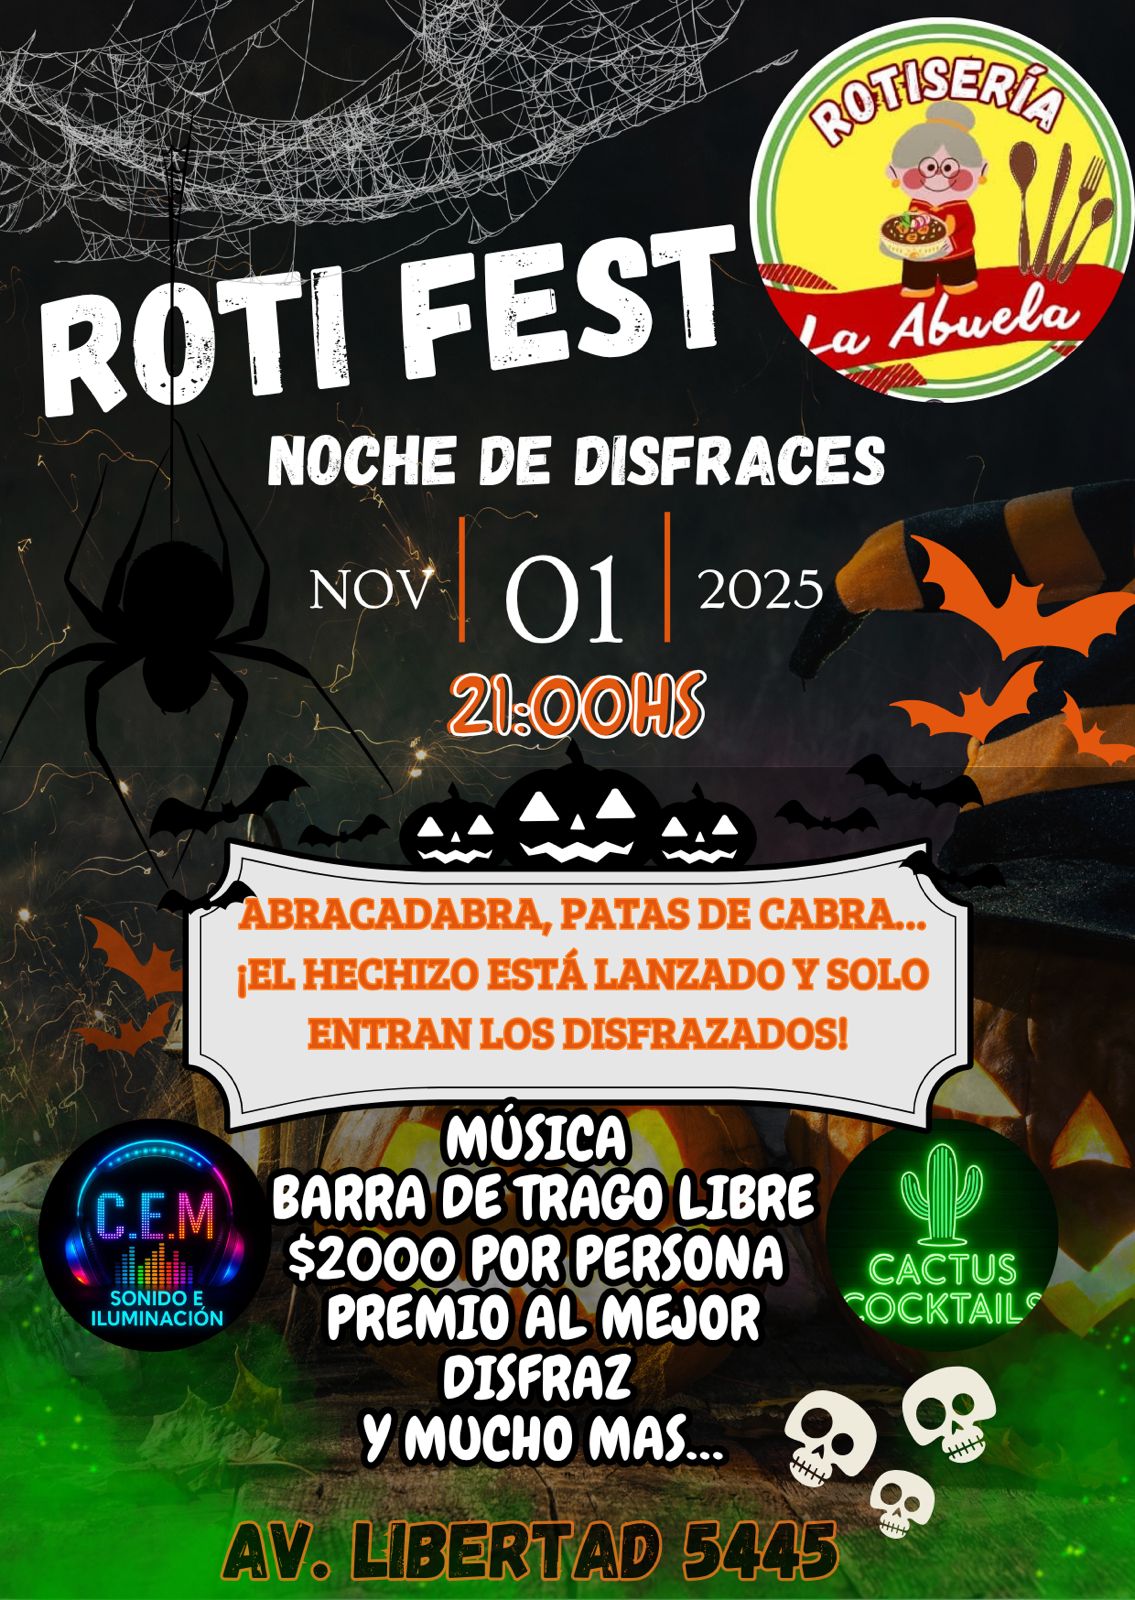 ROTISERÍA
La Abuela
ROTI FEST
NOCHE DE DISFRACES
NOV 01 2025
21:00HS
ABRACADABRA, PATAS DE CABRA...
¡EL HECHIZO ESTÁ LANZADO Y SOLO
ENTRAN LOS DISFRAZADOS!
MÚSICA
BARRA DE TRAGO LIBRE
$2000 POR PERSONA
PREMIO AL MEJOR
DISFRAZ
Y MUCHO MAS...
C.E.M
SONIDO E
ILUMINACIÓN
CACTUS
COCKTAILS
AV. LIBERTAD 5445